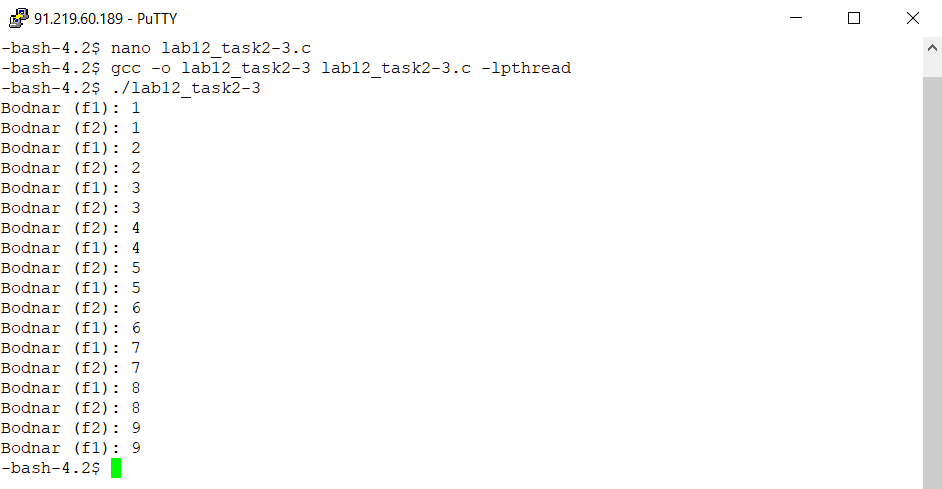 91.219.60.189 - PuTTY
-bash-4.2$ nano lab12_task2-3.c
-bash-4.2$ gcc -o lab12_task2-3 lab12_task2-3.c -lpthread
-bash-4.2$ ./lab12_task2-3
Bodnar (f1): 1
Bodnar (f2): 1
Bodnar (f1): 2
Bodnar (f2): 2
Bodnar (f1): 3
Bodnar (f2): 3
Bodnar (f2): 4
Bodnar (f1): 4
Bodnar (f2): 5
Bodnar (f1): 5
Bodnar (f2): 6
Bodnar (f1): 6
Bodnar (f1): 7
Bodnar (f2): 7
Bodnar (f1): 8
Bodnar (f2): 8
Bodnar (f2): 9
Bodnar (f1): 9
-bash-4.2$